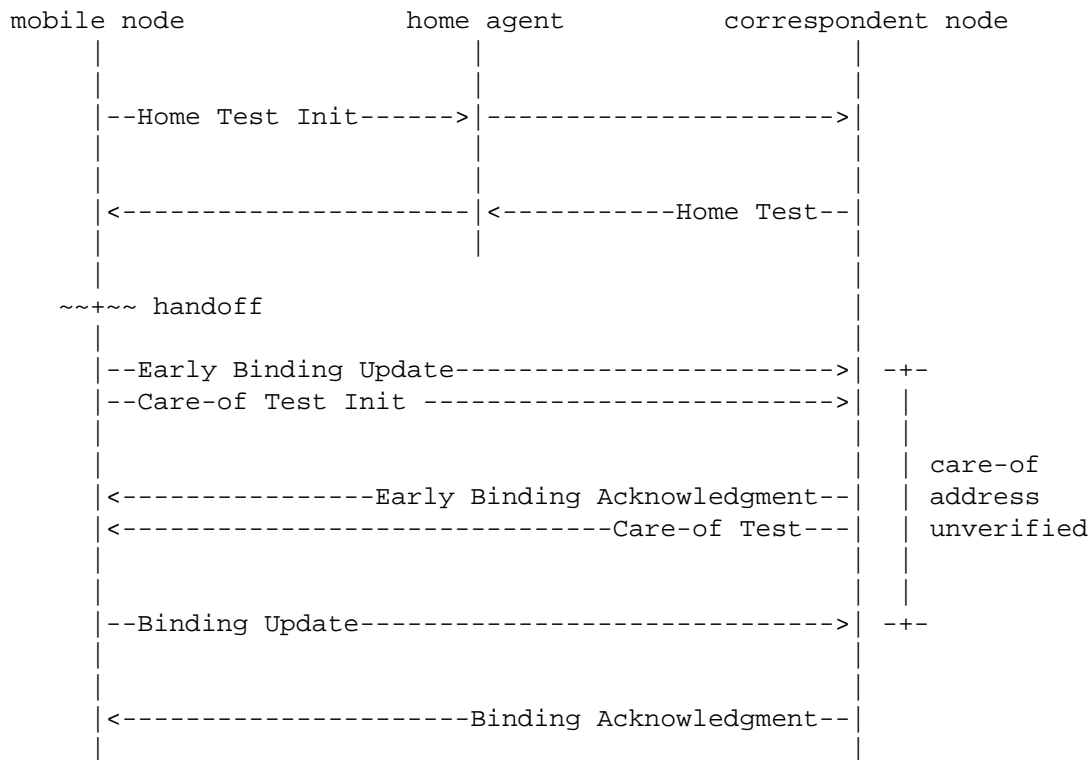 mobile node home agent correspondent node
--Home Test Init------>|---------------------->
<----------------------|<-----------Home Test--
~~+~~ handoff
--Early Binding Update------------------------>| -+-
--Care-of Test Init -------------------------->|
care-of
<----------------Early Binding Acknowledgment--| address
<-------------------------------Care-of Test---| unverified
--Binding Update------------------------------>| -+-
<----------------------Binding Acknowledgment--